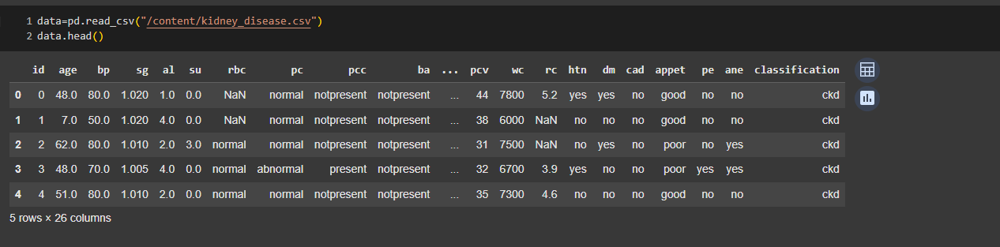 1 data=pd.read_csv("/content/kidney_disease.csv")
2 data.head()
id age bp sg al su rbc pc pcc ba ... pcv wc rc htn dm cad appet pe ane classification
0 0 48.0 80.0 1.020 1.0 0.0 NaN normal notpresent notpresent ... 44 7800 5.2 yes yes no good no no ckd
1 1 7.0 50.0 1.020 4.0 0.0 NaN normal notpresent notpresent ... 38 6000 NaN no no no good no no ckd
2 2 62.0 80.0 1.010 2.0 3.0 normal normal notpresent notpresent ... 31 7500 NaN no yes no poor no yes ckd
3 3 48.0 70.0 1.005 4.0 0.0 normal abnormal present notpresent ... 32 6700 3.9 yes no no poor yes yes ckd
4 4 51.0 80.0 1.010 2.0 0.0 normal normal notpresent notpresent ... 35 7300 4.6 no no no good no no ckd
5 rows × 26 columns